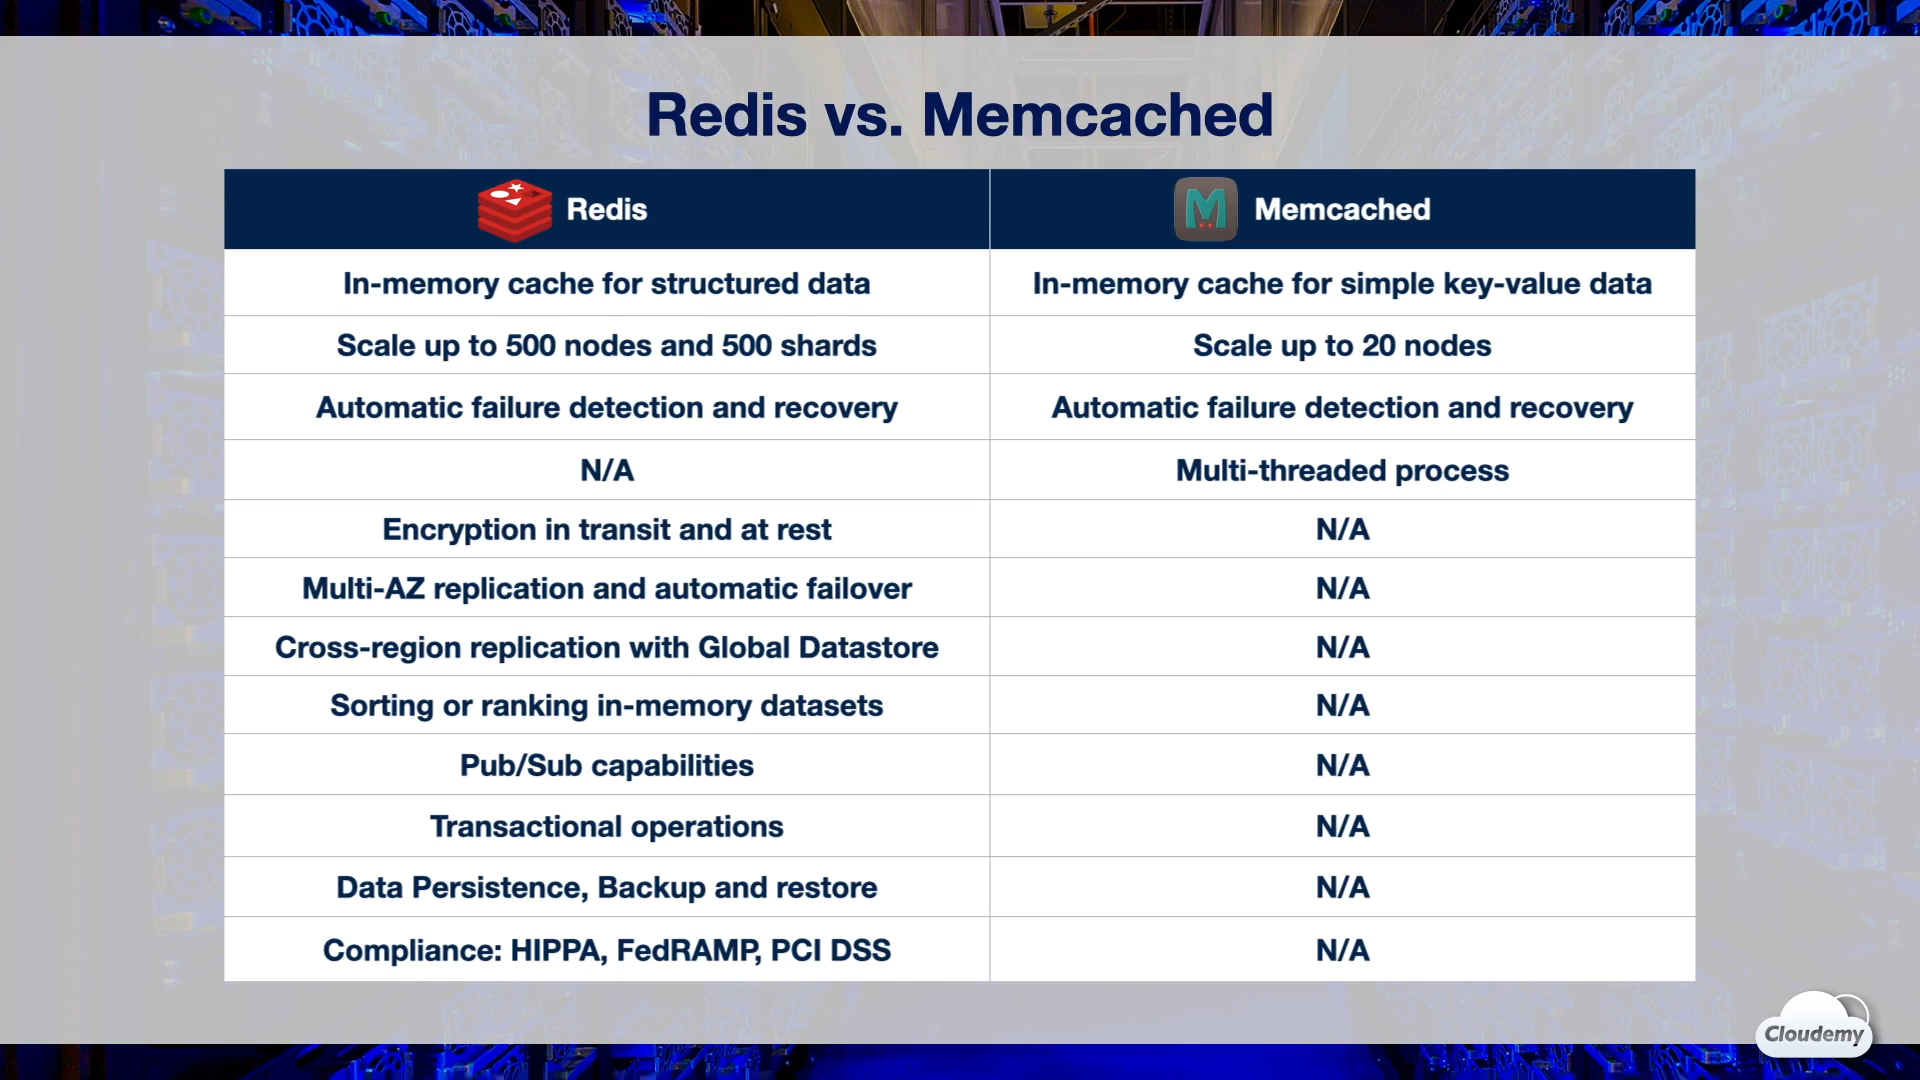 Redis vs. Memcached
Redis
Memcached
In-memory cache for structured data
In-memory cache for simple key-value data
Scale up to 500 nodes and 500 shards
Scale up to 20 nodes
Automatic failure detection and recovery
Automatic failure detection and recovery
N/A
Multi-threaded process
Encryption in transit and at rest
N/A
Multi-AZ replication and automatic failover
N/A
Cross-region replication with Global Datastore
N/A
Sorting or ranking in-memory datasets
N/A
Pub/Sub capabilities
N/A
Transactional operations
N/A
Data Persistence, Backup and restore
N/A
Compliance: HIPPA, FedRAMP, PCI DSS
N/A
Cloudemy